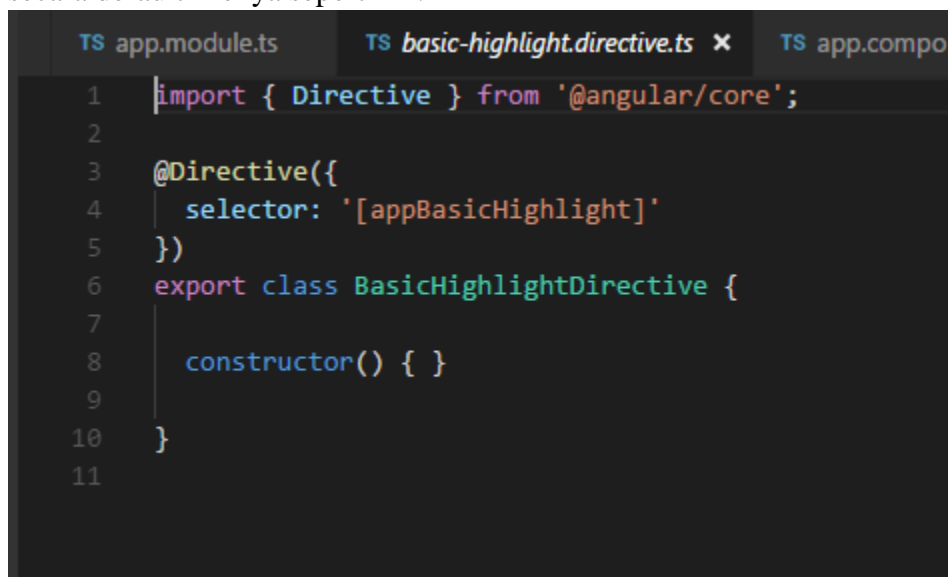 TS app.module.ts TS basic-highlight.directive.ts × TS app.compo
1 import { Directive } from '@angular/core';
2
3 @Directive({
4 selector: '[appBasicHighlight]'
5 })
6 export class BasicHighlightDirective {
7
8 constructor() { }
9
10 }
11